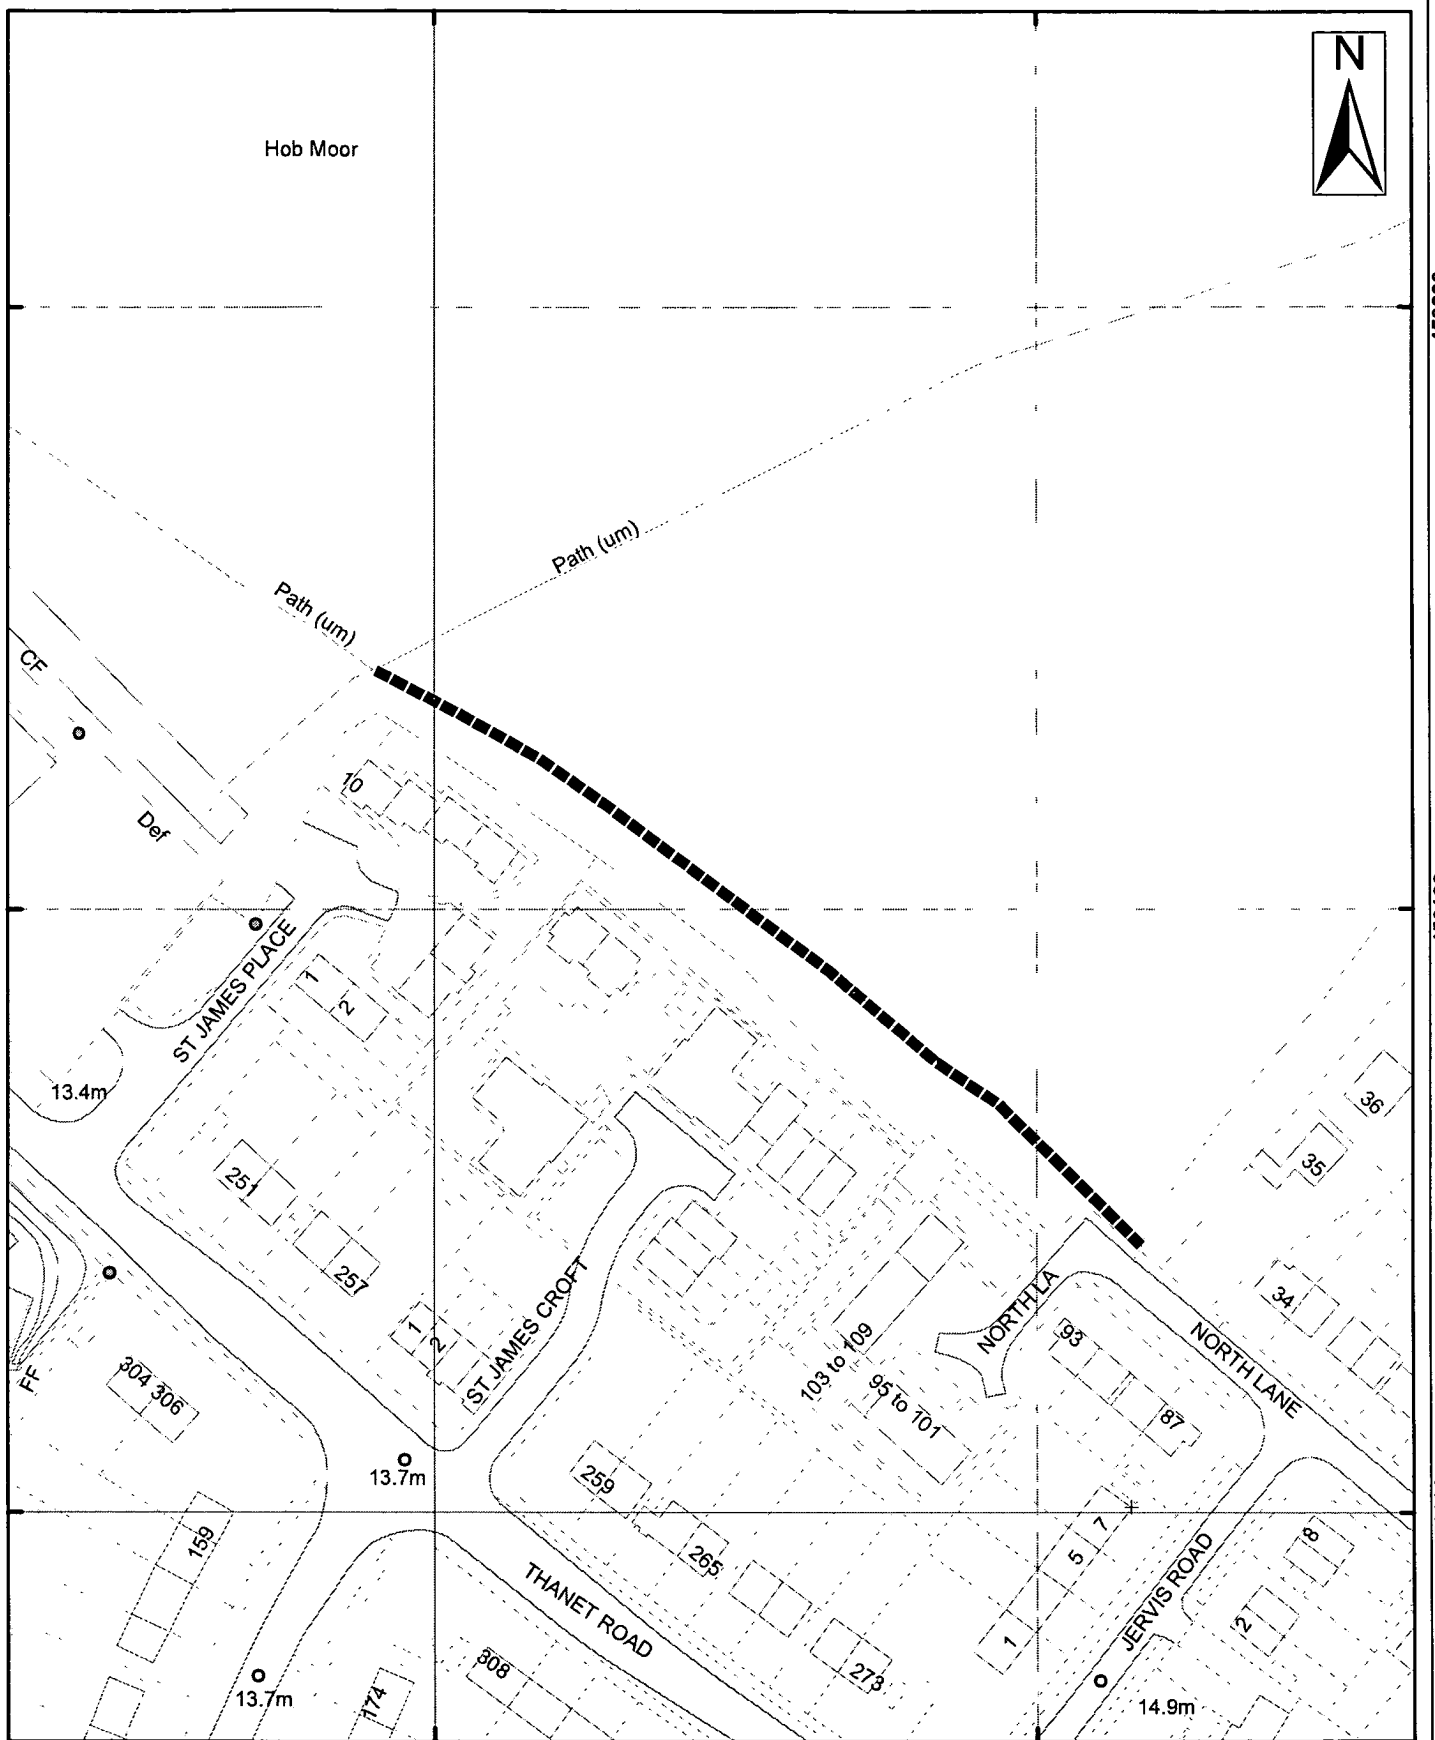 N
Hob Moor
Path (um)
Path (um)
CF
Def
10
ST JAMES PLACE
1
2
13.4m
36
35
251
257
34
NORTH LA
NORTH LANE
93
87
1
2
ST JAMES CROFT
103 to 109
95 to 101
FF
304 306
13.7m
259
265
159
7
5
1
8
2
JERVIS ROAD
THANET ROAD
308
273
174
13.7m
14.9m